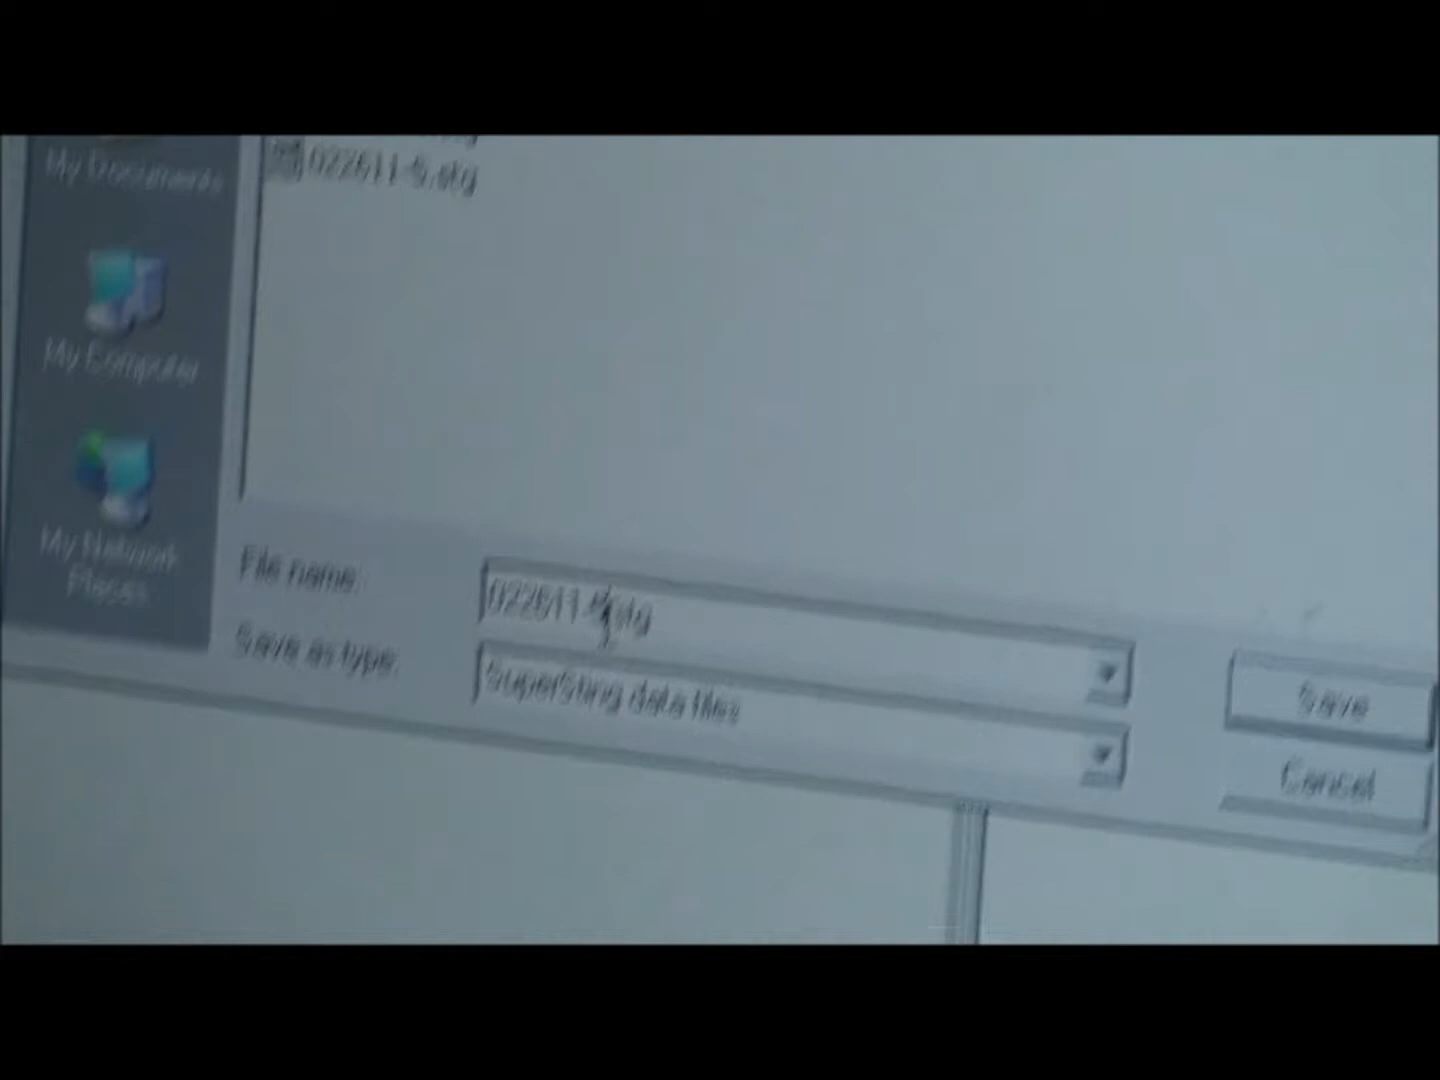 My Documents
022611-5.stg
My Computer
My Network
Places
File name:
Save as type:
SuperSting data files
Save
Cancel